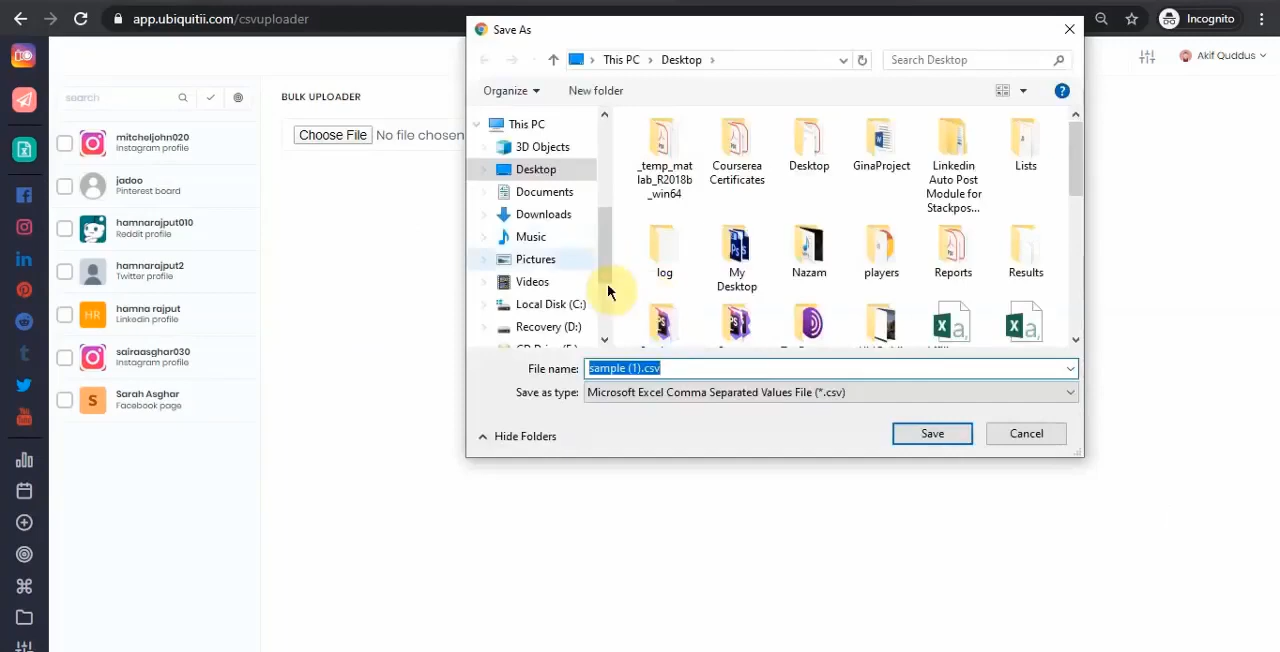 app.ubiquitii.com/csvuploader
Incognito
Akif Quddus
search
mitcheljohn020
Instagram profile
jadoo
Pinterest board
hamnarajput010
Reddit profile
hamnarajput2
Twitter profile
HR
hamna rajput
Linkedin profile
sairaasghar030
Instagram profile
S
Sarah Asghar
Facebook page
BULK UPLOADER
Choose File No file chosen
Save As
This PC
Desktop
Search Desktop
Organize
New folder
This PC
3D Objects
Desktop
Documents
Downloads
Music
Pictures
Videos
Local Disk (C:)
Recovery (D:)
_temp_mat
lab_R2018b
_win64
Courserea
Certificates
Desktop
GinaProject
Linkedin
Auto Post
Module for
Stackpos...
Lists
log
My
Desktop
Nazam
players
Reports
Results
File name: sample (1).csv
Save as type: Microsoft Excel Comma Separated Values File (*.csv)
Hide Folders
Save
Cancel